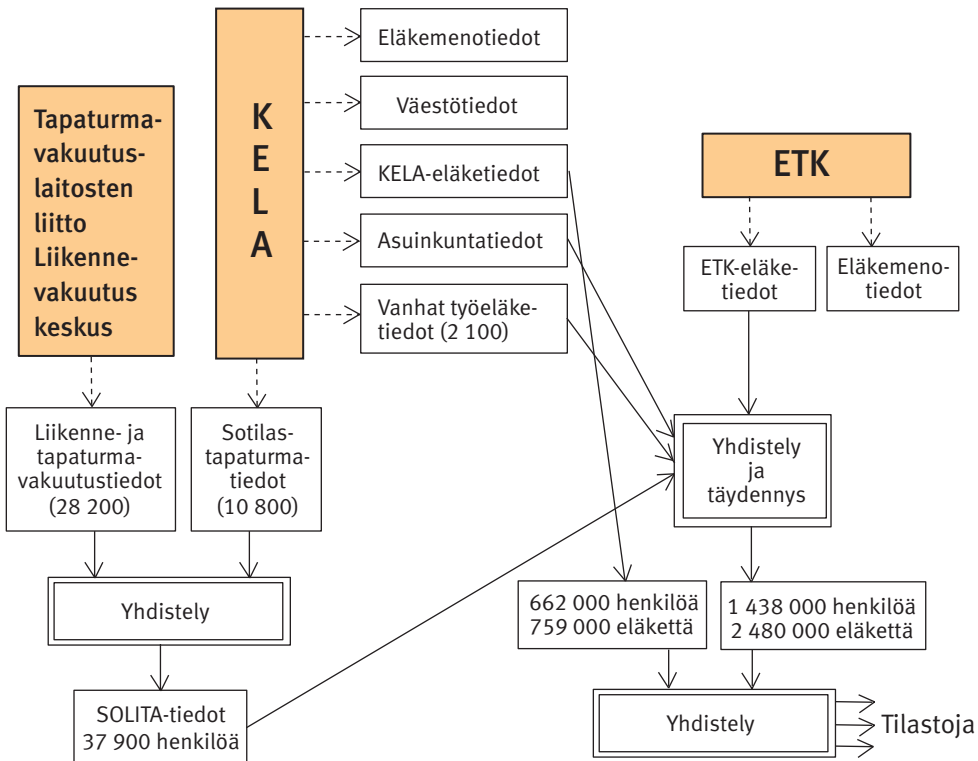 Tapaturma-
vakuutus-
laitosten
liitto
Liikenne-
vakuutus
keskus
K
E
L
A
Eläkemenotiedot
Väestötiedot
KELA-eläketiedot
Asuinkuntatiedot
Vanhat työeläke-
tiedot (2 100)
ETK
ETK-eläke-
tiedot
Eläkemeno-
tiedot
Liikenne- ja
tapaturma-
vakuutustiedot
(28 200)
Sotilas-
tapaturma-
tiedot
(10 800)
Yhdistely
ja
täydennys
Yhdistely
662 000 henkilöä
759 000 eläkettä
1 438 000 henkilöä
2 480 000 eläkettä
SOLITA-tiedot
37 900 henkilöä
Yhdistely
Tilastoja